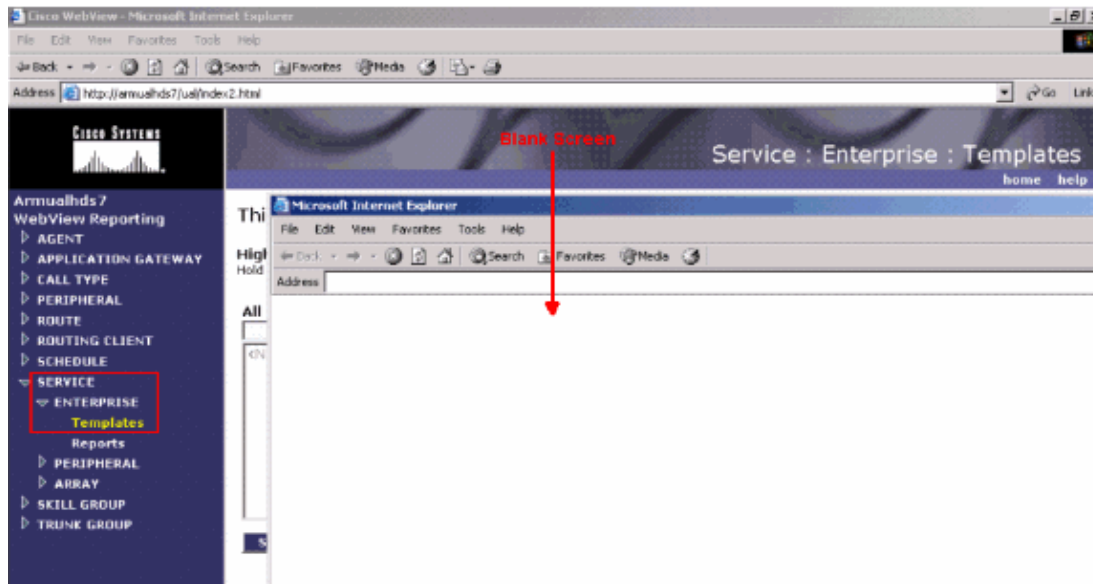 Cisco WebView - Microsoft Internet Explorer
File Edit View Favorites Tools Help
Back Search Favorites Media
Address http://armualhds7/ual/index2.html Go Link
CISCO SYSTEMS
Blank Screen
Service : Enterprise : Templates
home help
Armualhds7
WebView Reporting
AGENT
APPLICATION GATEWAY
CALL TYPE
PERIPHERAL
ROUTE
ROUTING CLIENT
SCHEDULE
SERVICE
ENTERPRISE
Templates
Reports
PERIPHERAL
ARRAY
SKILL GROUP
TRUNK GROUP
Thi
High
Hold
All
<N
S
Microsoft Internet Explorer
File Edit View Favorites Tools Help
Back Search Favorites Media
Address